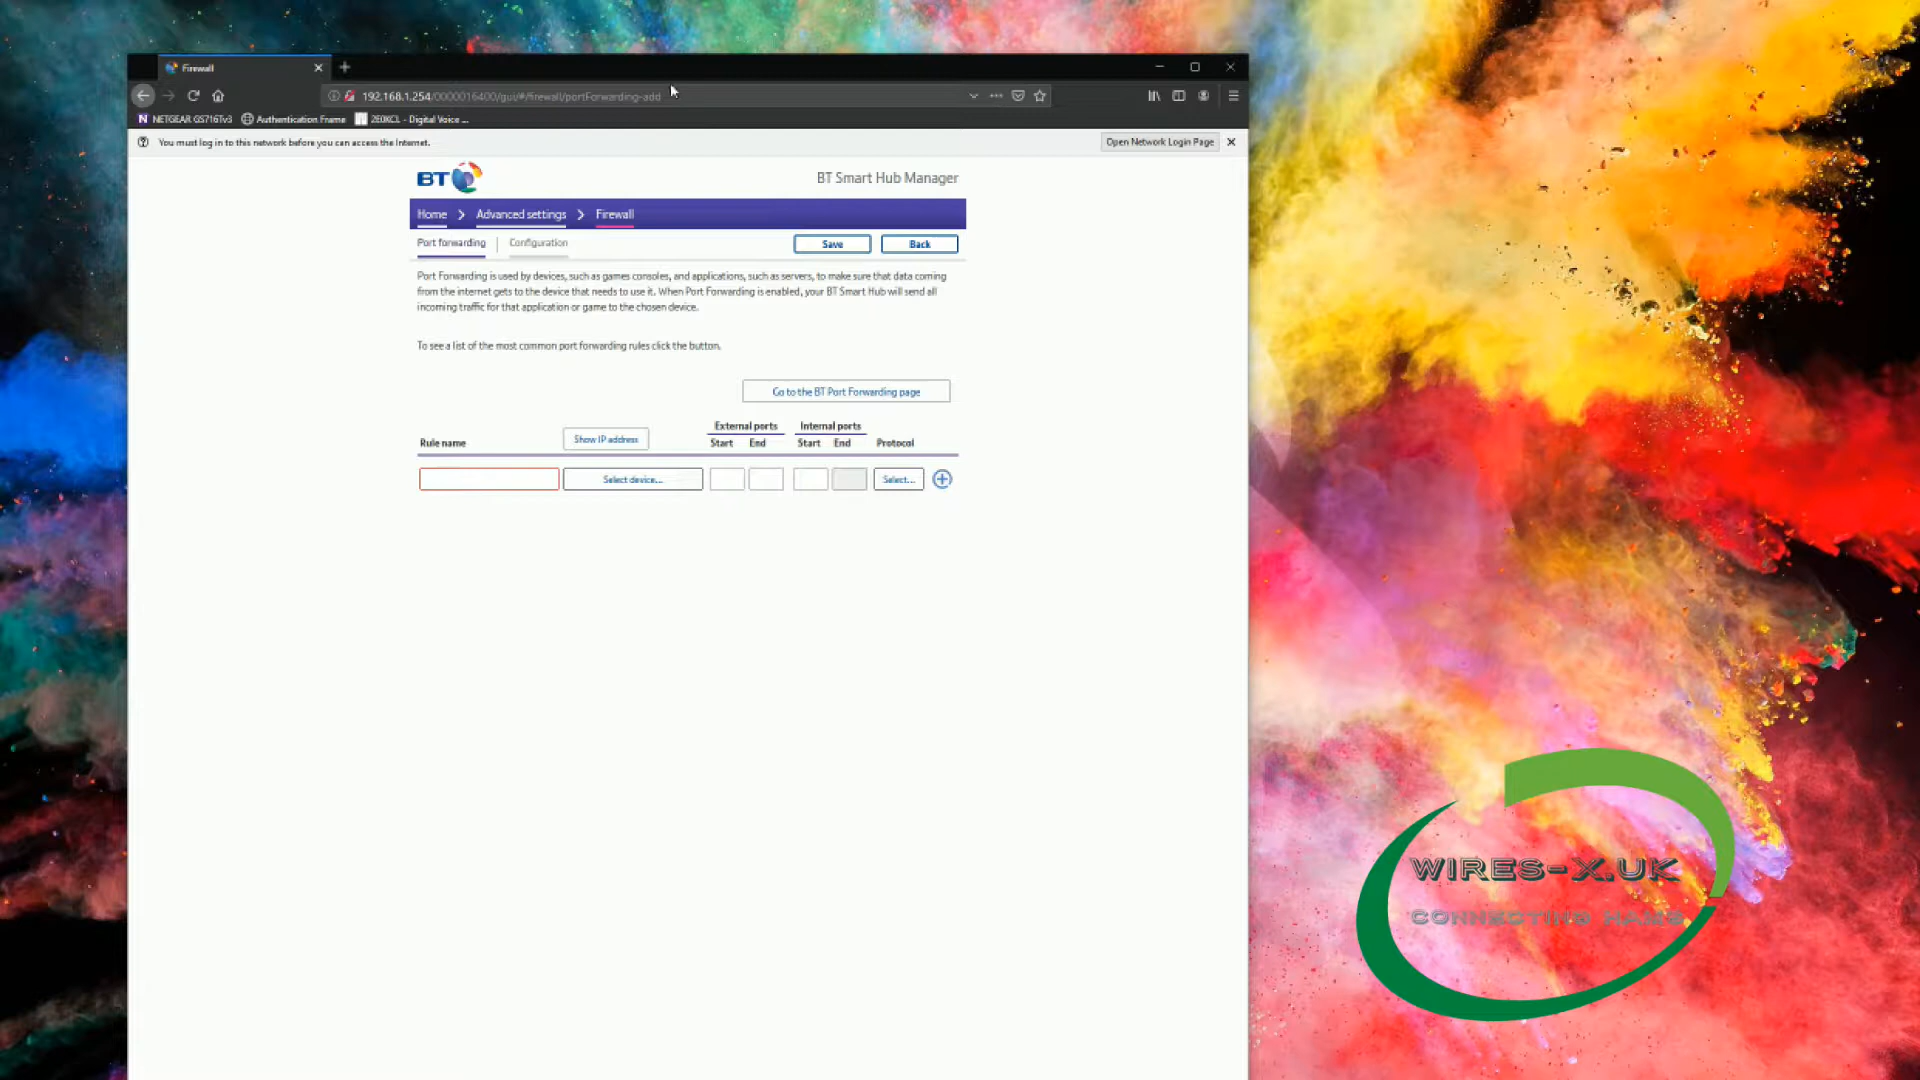 Firewall
192.168.1.254/0000016400/gui/#/firewall/portForwarding-add
NETGEAR GS716Tv3
Authentication Frame
2E0KCL - Digital Voice ...
You must log in to this network before you can access the Internet.
Open Network Login Page
BT
BT Smart Hub Manager
Home > Advanced settings > Firewall
Port forwarding | Configuration
Save
Back
Port Forwarding is used by devices, such as games consoles, and applications, such as servers, to make sure that data coming
from the internet gets to the device that needs to use it. When Port Forwarding is enabled, your BT Smart Hub will send all
incoming traffic for that application or game to the chosen device.
To see a list of the most common port forwarding rules click the button.
Go to the BT Port Forwarding page
External ports
Internal ports
Rule name
Show IP address
Start
End
Start
End
Protocol
Select device...
Select...
WIRES-X.UK
CONNECTING HAMS